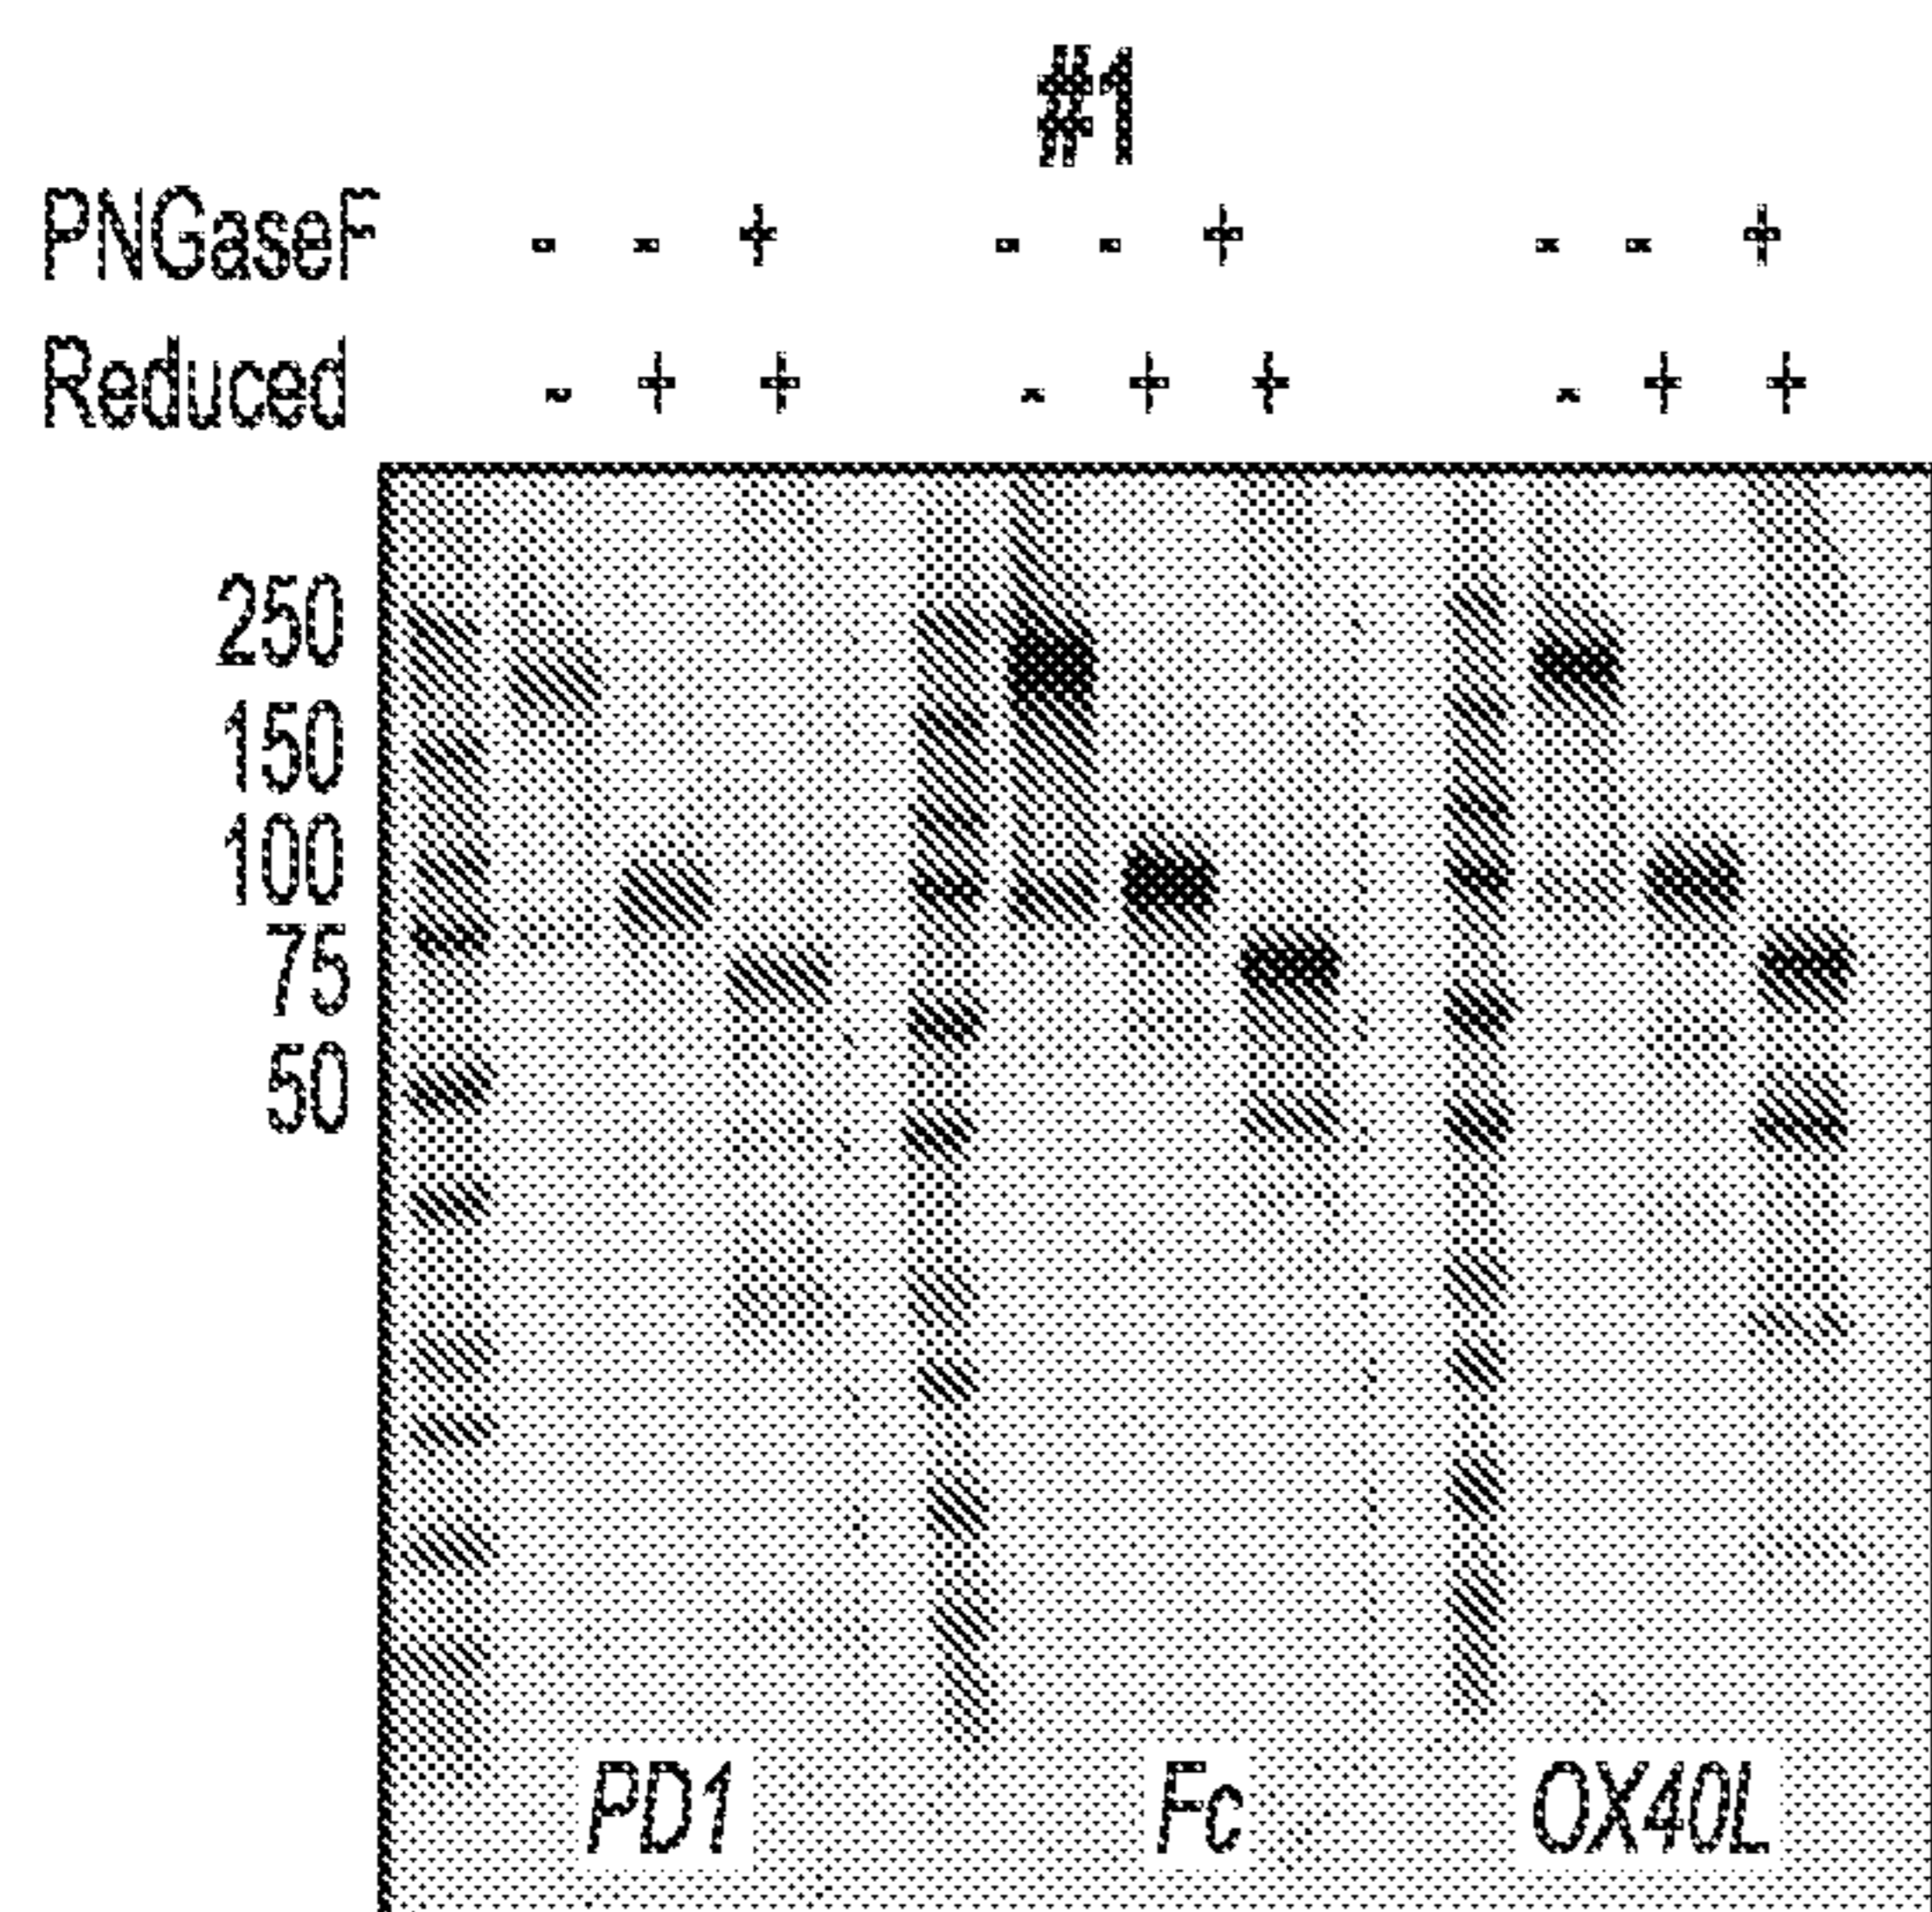 #1
PNGaseF - - + - - + - - +
Reduced - + + - + + - + +
250
150
100
75
50
PD1 Fc OX40L